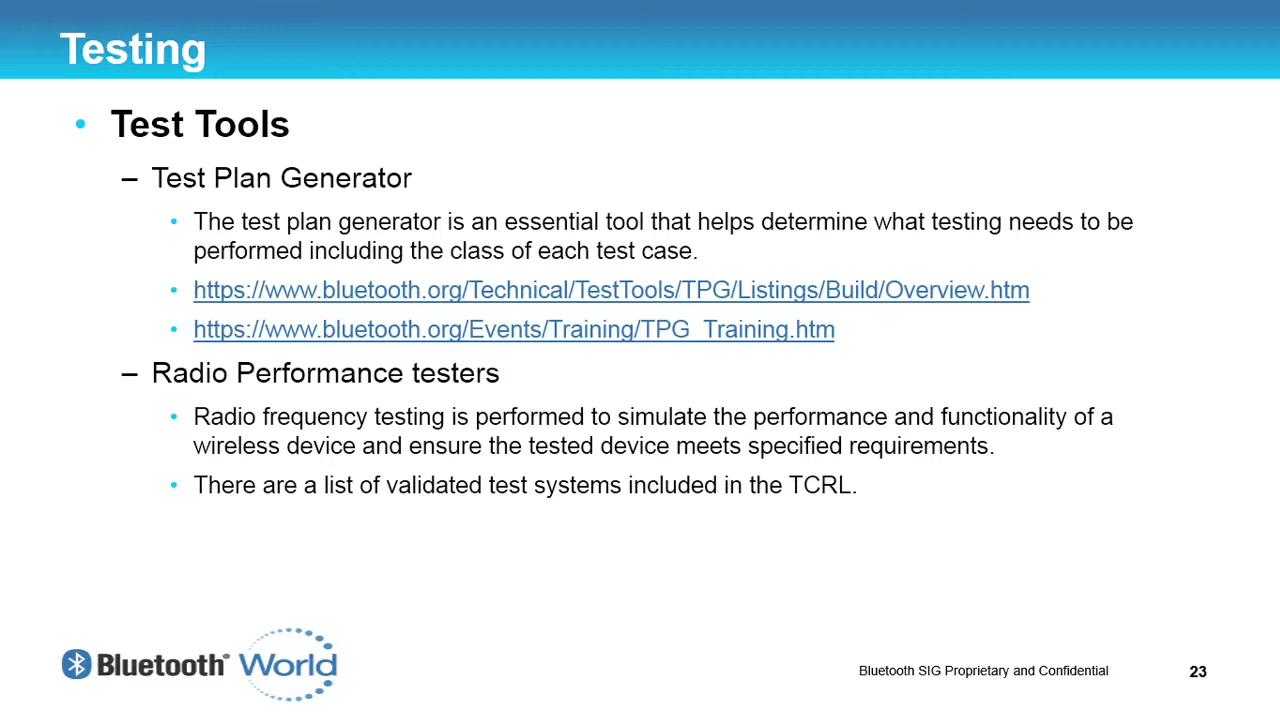 Testing
• Test Tools
– Test Plan Generator
• The test plan generator is an essential tool that helps determine what testing needs to be
performed including the class of each test case.
• https://www.bluetooth.org/Technical/TestTools/TPG/Listings/Build/Overview.htm
• https://www.bluetooth.org/Events/Training/TPG_Training.htm
– Radio Performance testers
• Radio frequency testing is performed to simulate the performance and functionality of a
wireless device and ensure the tested device meets specified requirements.
• There are a list of validated test systems included in the TCRL.
Bluetooth® World
Bluetooth SIG Proprietary and Confidential
23